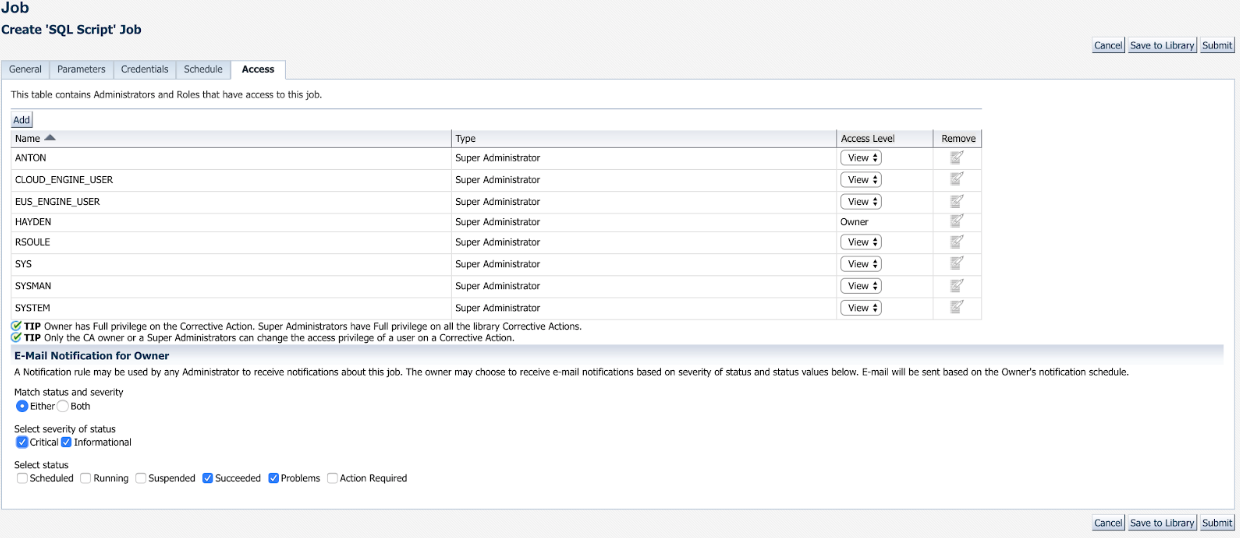 Job
Create 'SQL Script' Job
Cancel Save to Library Submit
General Parameters Credentials Schedule Access
This table contains Administrators and Roles that have access to this job.
Add
Name Type Access Level Remove
ANTON Super Administrator View
CLOUD_ENGINE_USER Super Administrator View
EUS_ENGINE_USER Super Administrator View
HAYDEN Super Administrator Owner
RSOULE Super Administrator View
SYS Super Administrator View
SYSMAN Super Administrator View
SYSTEM Super Administrator View
TIP Owner has Full privilege on the Corrective Action. Super Administrators have Full privilege on all the library Corrective Actions.
TIP Only the CA owner or a Super Administrators can change the access privilege of a user on a Corrective Action.
E-Mail Notification for Owner
A Notification rule may be used by any Administrator to receive notifications about this job. The owner may choose to receive e-mail notifications based on severity of status and status values below. E-mail will be sent based on the Owner's notification schedule.
Match status and severity
Either Both
Select severity of status
Critical Informational
Select status
Scheduled Running Suspended Succeeded Problems Action Required
Cancel Save to Library Submit